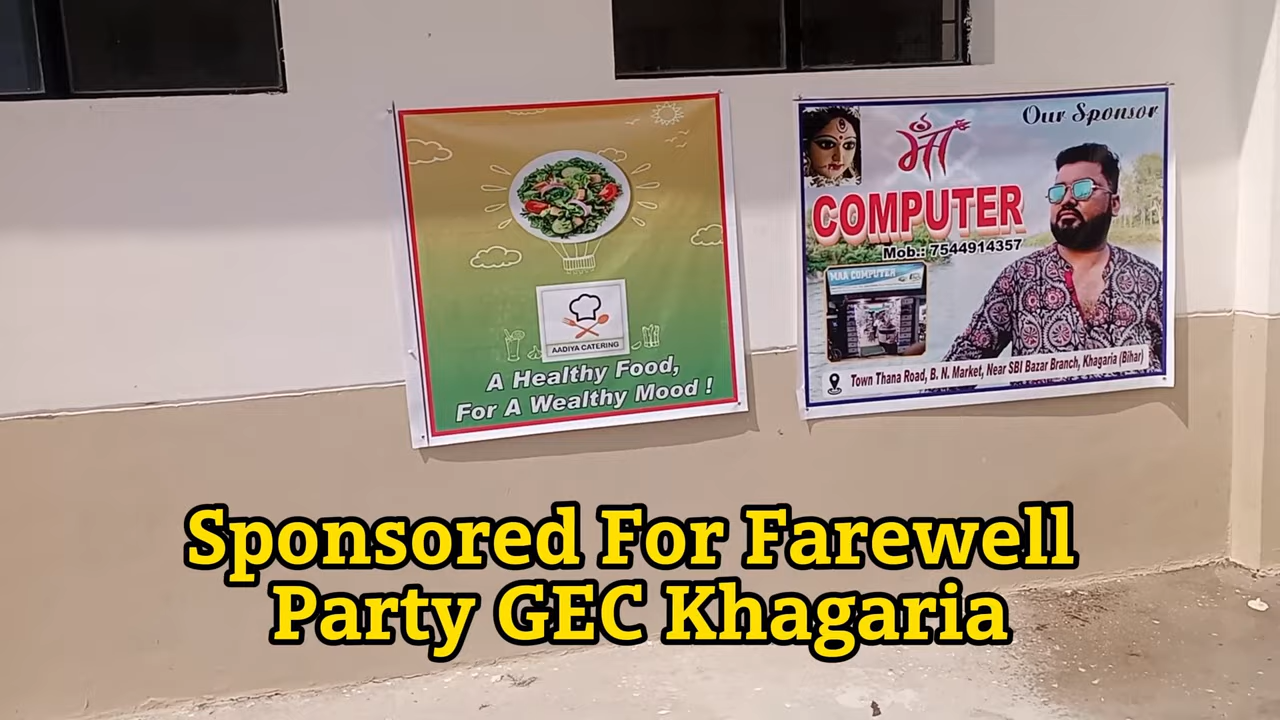 AADIYA CATERING
A Healthy Food,
For A Wealthy Mood !
Our Sponsor
माँ
COMPUTER
Mob.: 7544914357
MAA COMPUTER
Town Thana Road, B. N. Market, Near SBI Bazar Branch, Khagaria (Bihar)
Sponsored For Farewell
Party GEC Khagaria